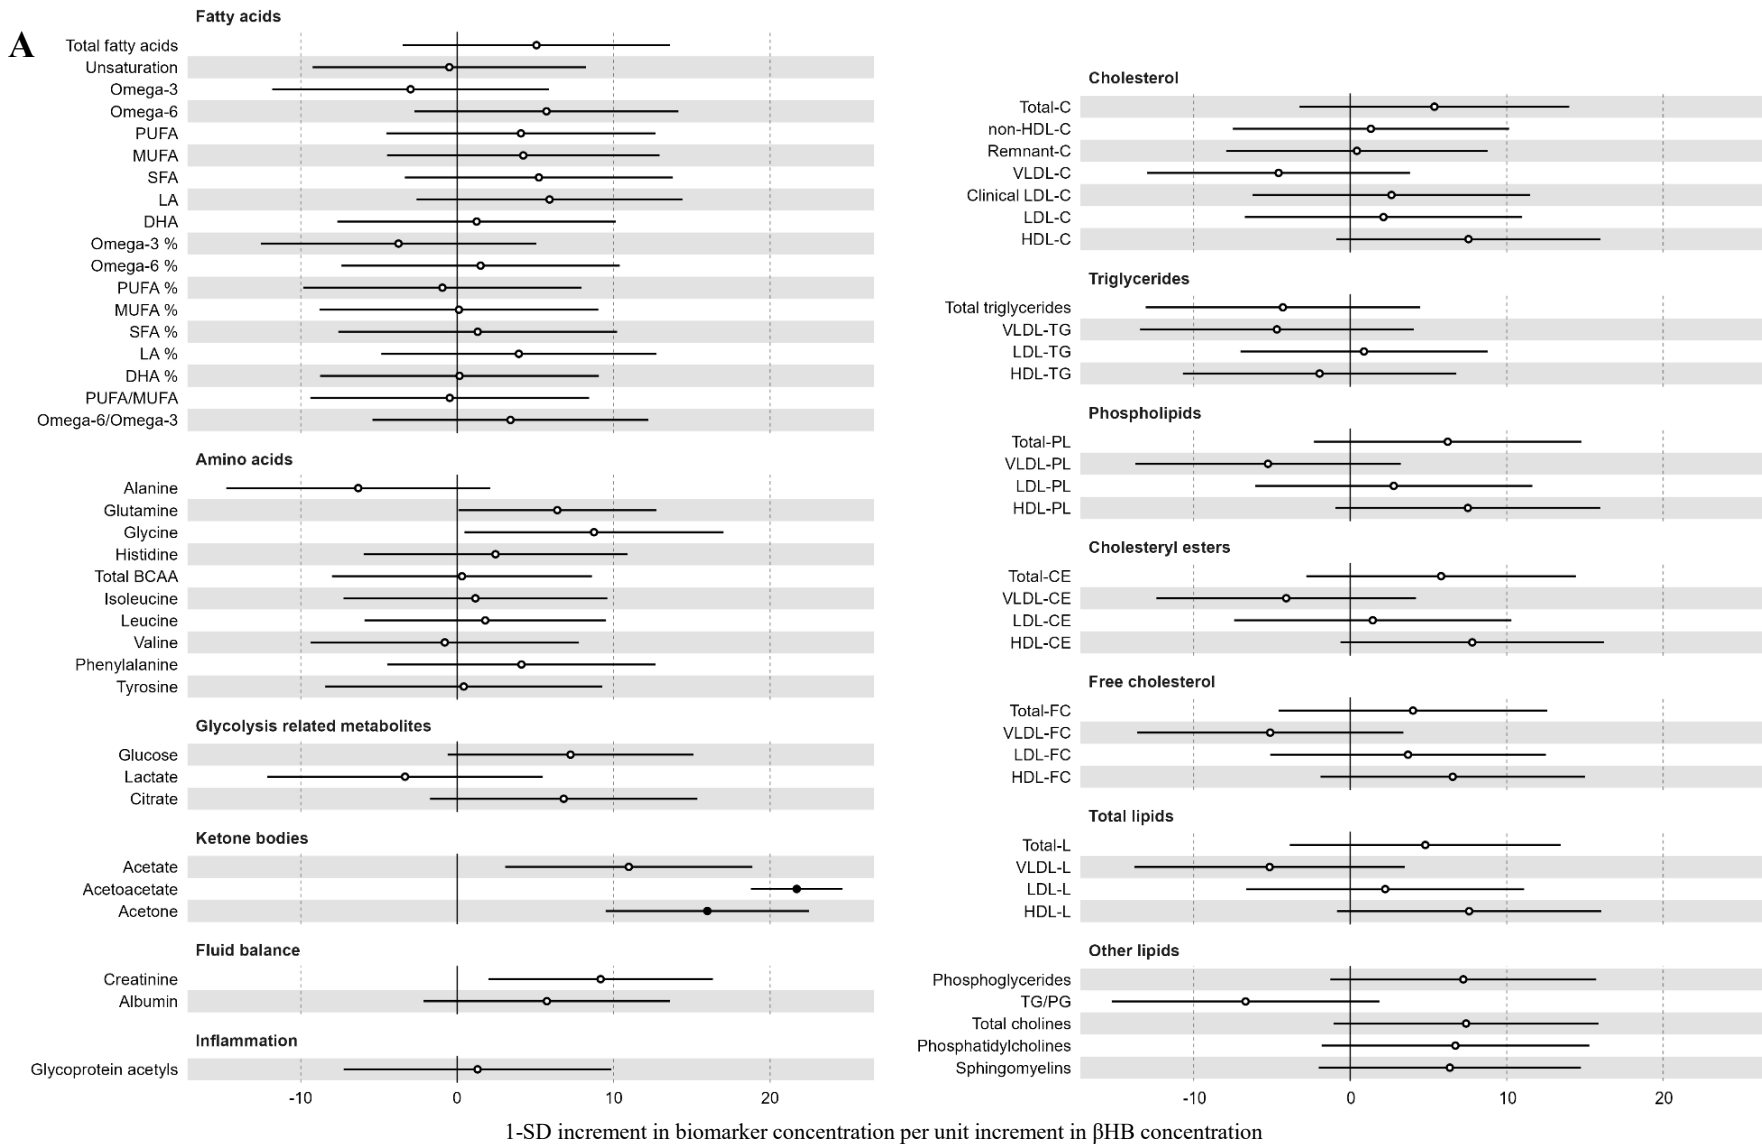 A
Fatty acids
Total fatty acids
Unsaturation
Omega-3
Omega-6
PUFA
MUFA
SFA
LA
DHA
Omega-3 %
Omega-6 %
PUFA %
MUFA %
SFA %
LA %
DHA %
PUFA/MUFA
Omega-6/Omega-3
Amino acids
Alanine
Glutamine
Glycine
Histidine
Total BCAA
Isoleucine
Leucine
Valine
Phenylalanine
Tyrosine
Glycolysis related metabolites
Glucose
Lactate
Citrate
Ketone bodies
Acetate
Acetoacetate
Acetone
Fluid balance
Creatinine
Albumin
Inflammation
Glycoprotein acetyls
-10 0 10 20
Cholesterol
Total-C
non-HDL-C
Remnant-C
VLDL-C
Clinical LDL-C
LDL-C
HDL-C
Triglycerides
Total triglycerides
VLDL-TG
LDL-TG
HDL-TG
Phospholipids
Total-PL
VLDL-PL
LDL-PL
HDL-PL
Cholesteryl esters
Total-CE
VLDL-CE
LDL-CE
HDL-CE
Free cholesterol
Total-FC
VLDL-FC
LDL-FC
HDL-FC
Total lipids
Total-L
VLDL-L
LDL-L
HDL-L
Other lipids
Phosphoglycerides
TG/PG
Total cholines
Phosphatidylcholines
Sphingomyelins
-10 0 10 20
1-SD increment in biomarker concentration per unit increment in βHB concentration